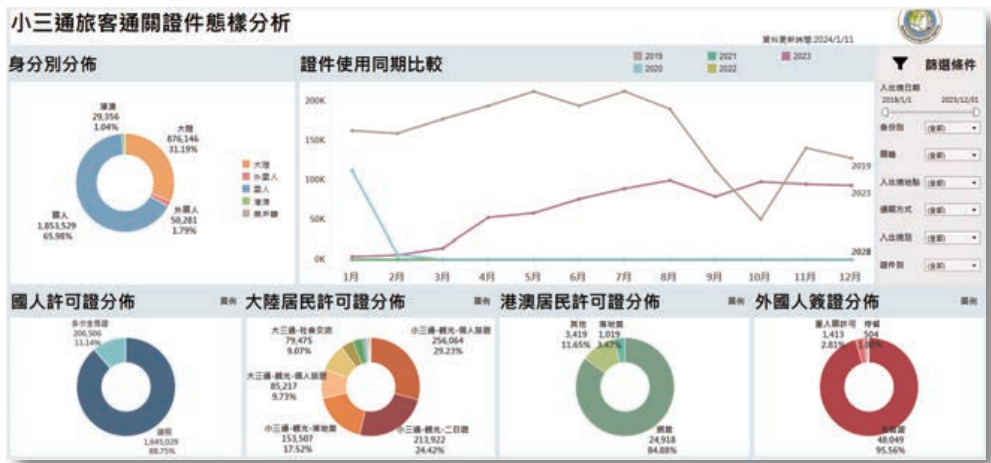 小三通旅客通關證件態樣分析
資料更新時間:2024/1/11
身分別分佈
證件使用同期比較
2019
2021
2023
2020
2022
篩選條件
入出境日期
2019/1/1
2023/12/01
身份別
(全部)
(全部)
入出境地點
(全部)
通關方式
(全部)
入出境別
(全部)
證件別
(全部)
港澳
29,356
1.04%
大陸
876,146
31.19%
外國人
50,281
1.79%
國人
1,853,529
65.98%
大陸
外國人
國人
港澳
無戶籍
200K
150K
100K
50K
0K
2019
2023
1月
2月
3月
4月
5月
6月
7月
8月
9月
10月
11月
12月
國人許可證分佈
圖例
大陸居民許可證分佈
圖例
港澳居民許可證分佈
圖例
外國人簽證分佈
圖例
多次金馬證
206,506
11.14%
護照
1,645,029
88.75%
大三通-社會交流
79,475
9.07%
小三通-觀光-個人旅遊
256,064
29.23%
大三通-觀光-個人旅遊
85,217
9.73%
小三通-觀光-落地簽
153,507
17.52%
小三通-觀光-二日遊
213,922
24.42%
其他
3,419
11.65%
落地簽
1,019
3.47%
網簽
24,918
84.88%
重入國許可
1,413
2.81%
停留
504
1.00%
48,049
95.56%